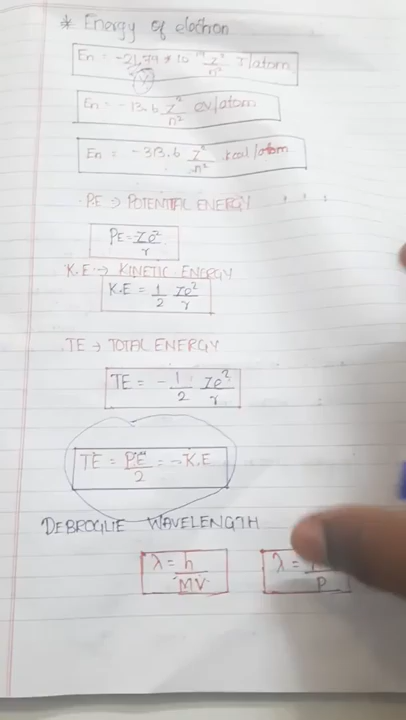 * Energy of electron
En = -21.79 × 10⁻¹⁹ Z²/n² J/atom
En = -13.6 Z²/n² ev/atom
En = -313.6 Z²/n² kcal/atom
PE → POTENTIAL ENERGY
PE = -Ze²/r
K.E → KINETIC ENERGY
K.E = 1/2 Ze²/r
TE → TOTAL ENERGY
TE = -1/2 Ze²/r
TE = PE/2 = -K.E
DEBROGLIE WAVELENGTH
λ = h/MV λ = /P